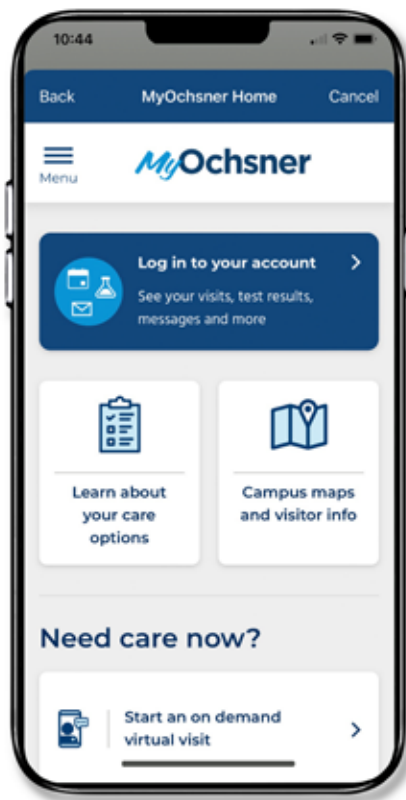 10:44
Back MyOchsner Home Cancel
Menu
MyOchsner
Log in to your account
See your visits, test results,
messages and more
Learn about
your care
options
Campus maps
and visitor info
Need care now?
Start an on demand
virtual visit